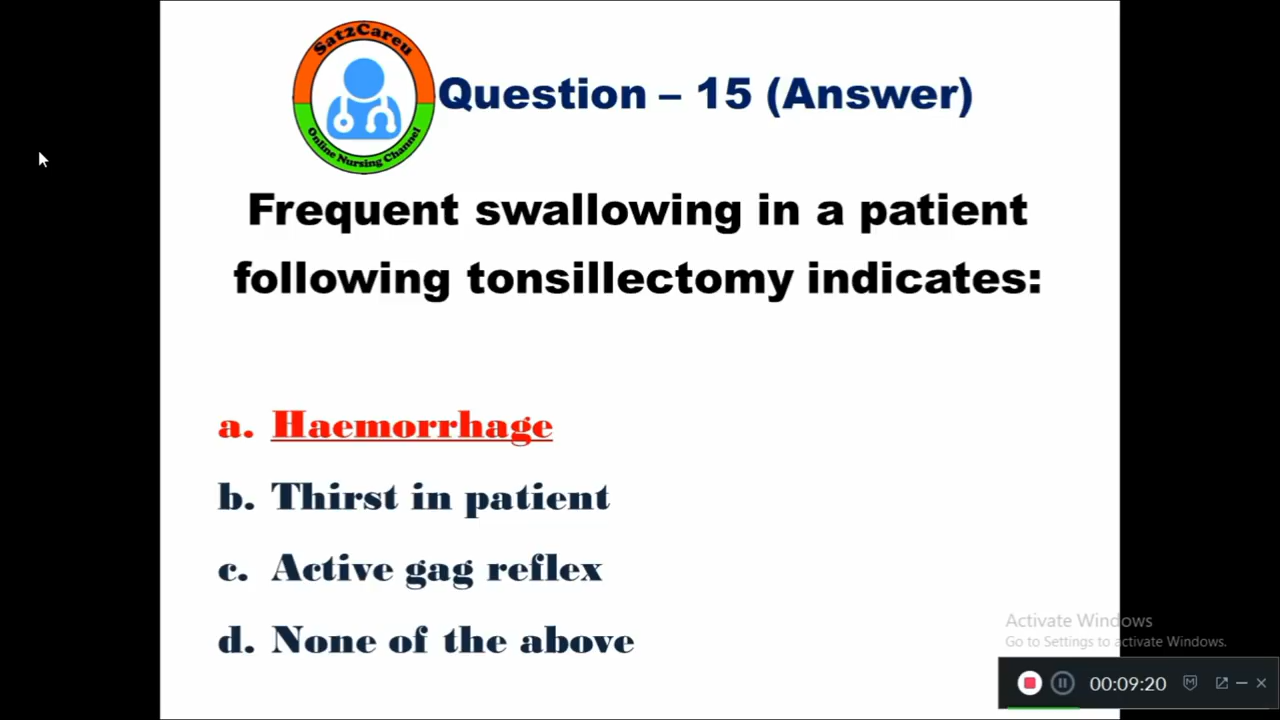 Sat2Careu
Online Nursing Channel
Question – 15 (Answer)
Frequent swallowing in a patient
following tonsillectomy indicates:
a. Haemorrhage
b. Thirst in patient
c. Active gag reflex
d. None of the above
Activate Windows
Go to Settings to activate Windows.
00:09:20